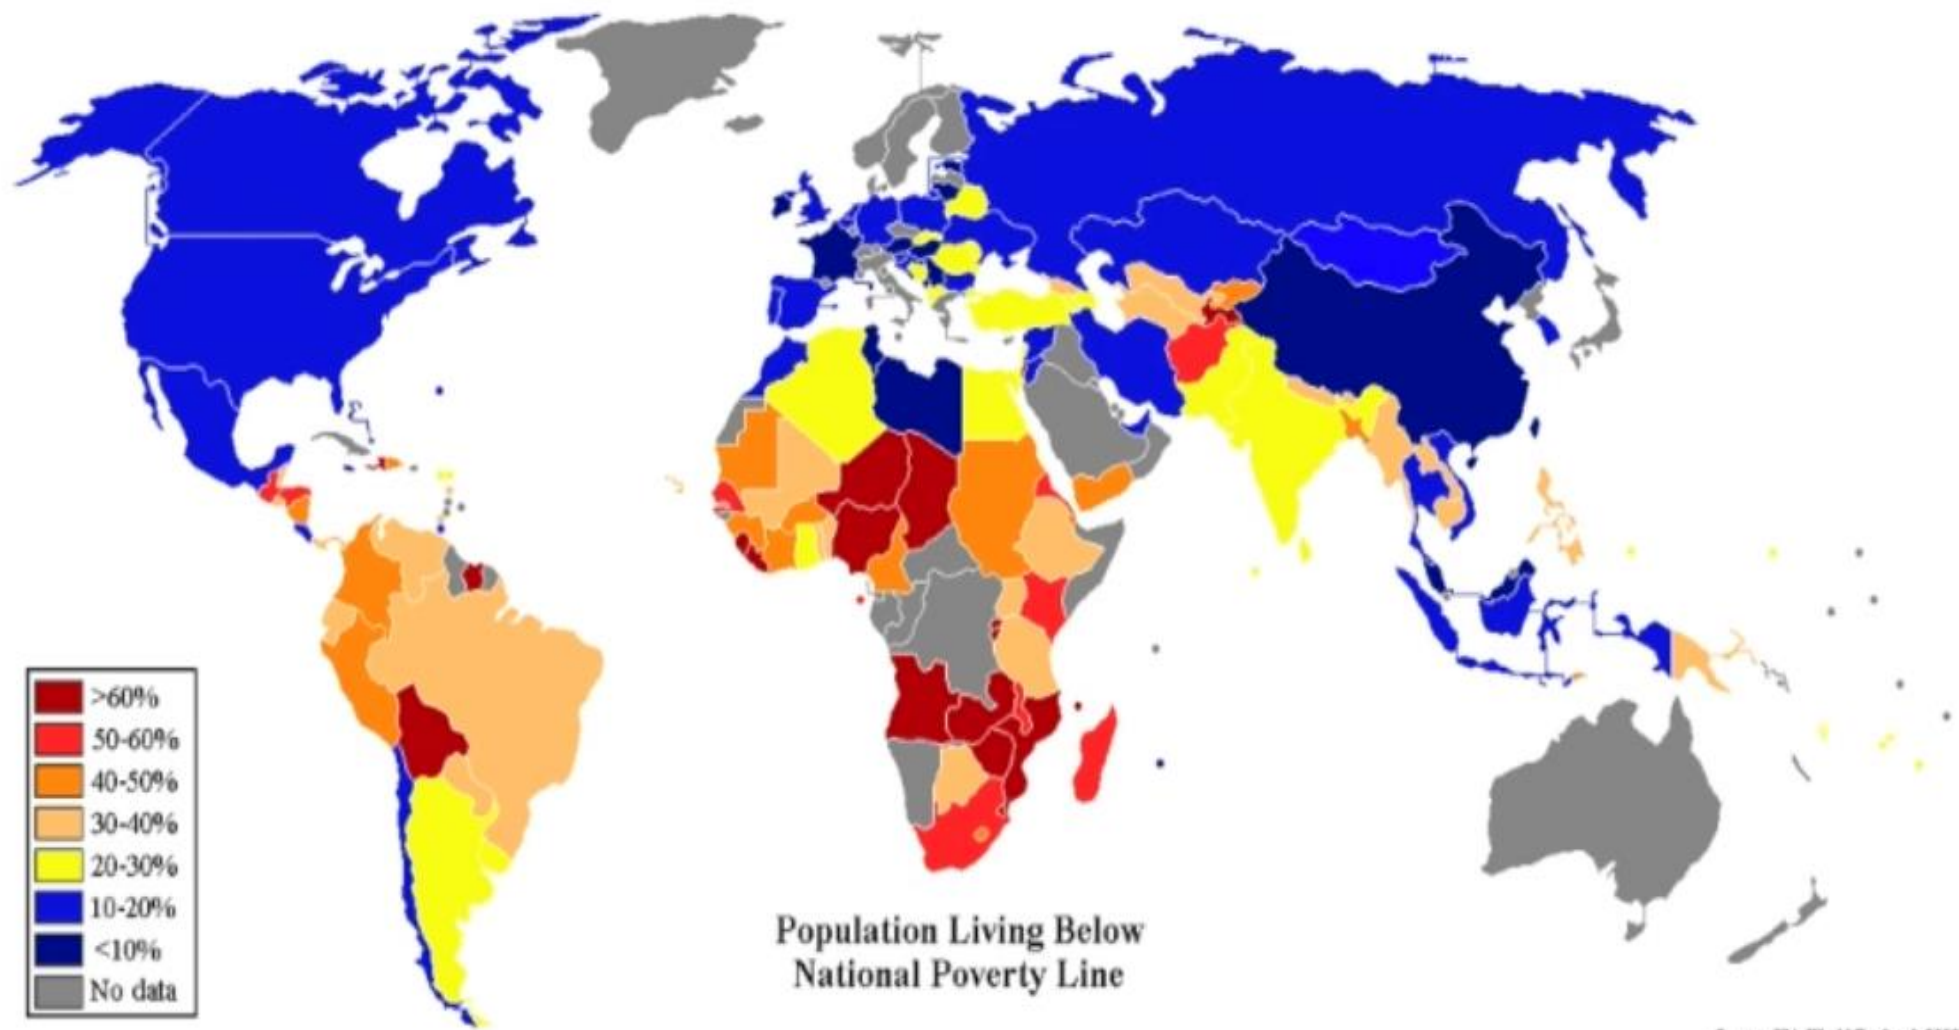 >60%
50-60%
40-50%
30-40%
20-30%
10-20%
<10%
No data
Population Living Below
National Poverty Line